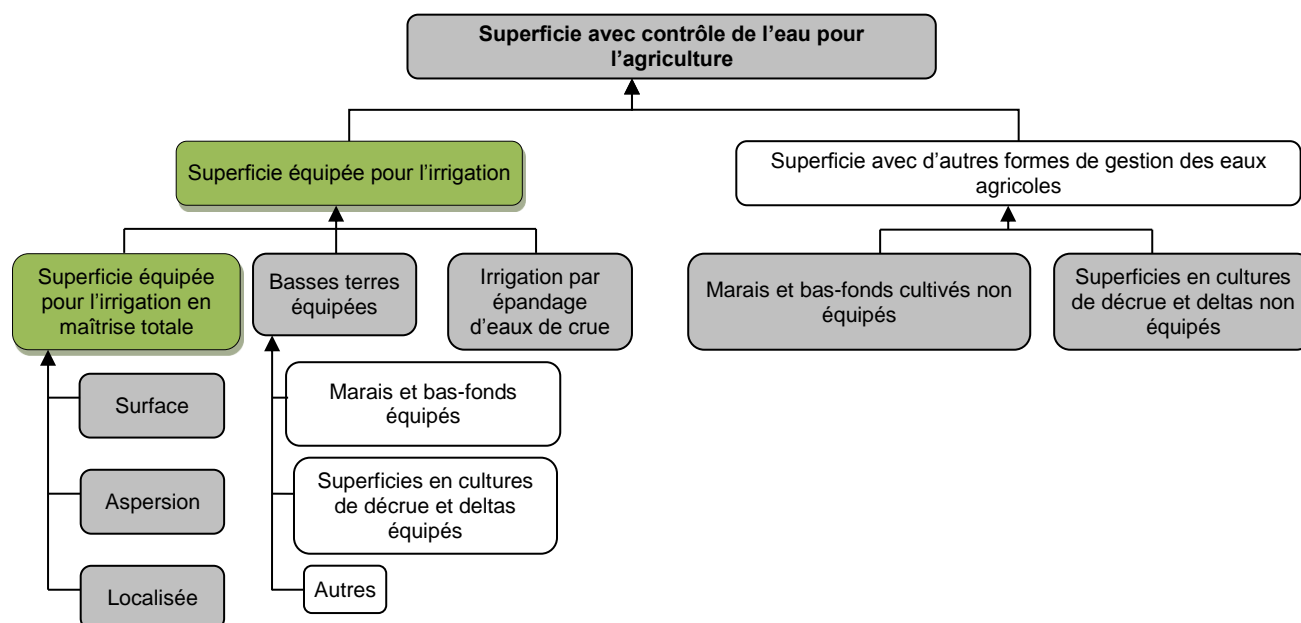 Superficie avec contrôle de l’eau pour
l’agriculture
Superficie équipée pour l’irrigation
Superficie avec d’autres formes de gestion des eaux
agricoles
Superficie équipée
pour l’irrigation en
maîtrise totale
Basses terres
équipées
Irrigation par
épandage
d’eaux de crue
Marais et bas-fonds cultivés non
équipés
Superficies en cultures
de décrue et deltas non
équipés
Surface
Aspersion
Localisée
Marais et bas-fonds
équipés
Superficies en cultures
de décrue et deltas
équipés
Autres